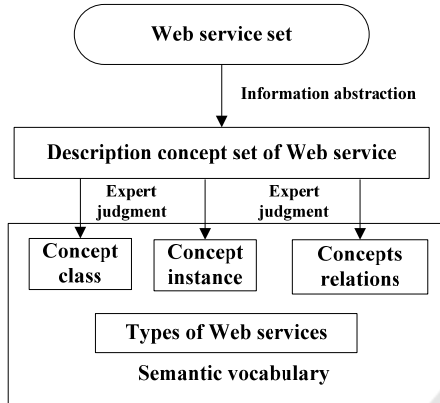 Web service set
Information abstraction
Description concept set of Web service
Expert
judgment
Expert
judgment
Concept
class
Concept
instance
Concepts
relations
Types of Web services
Semantic vocabulary